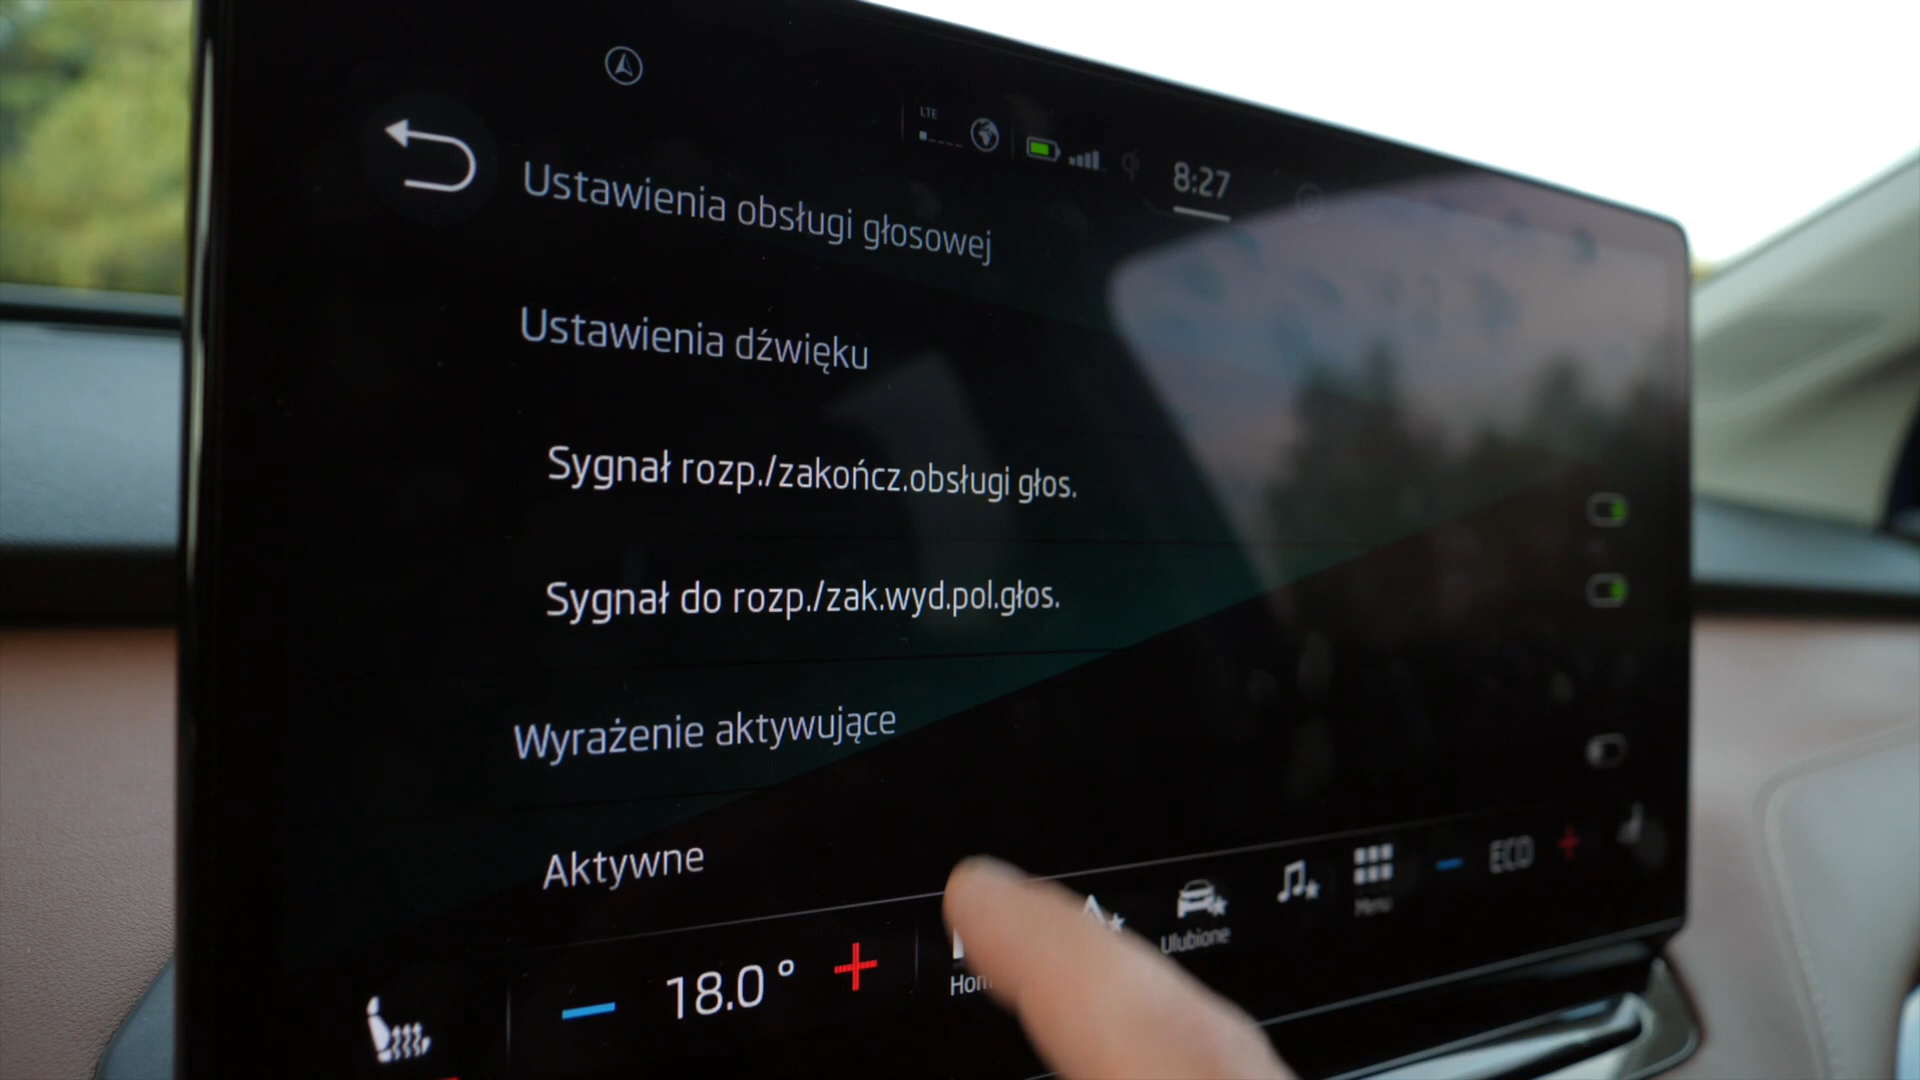 LTE
8:27
Ustawienia obsługi głosowej
Ustawienia dźwięku
Sygnał rozp./zakończ.obsługi głos.
Sygnał do rozp./zak.wyd.pol.głos.
Wyrażenie aktywujące
Aktywne
18.0°
Hom
Ulubione
Menu
ECO